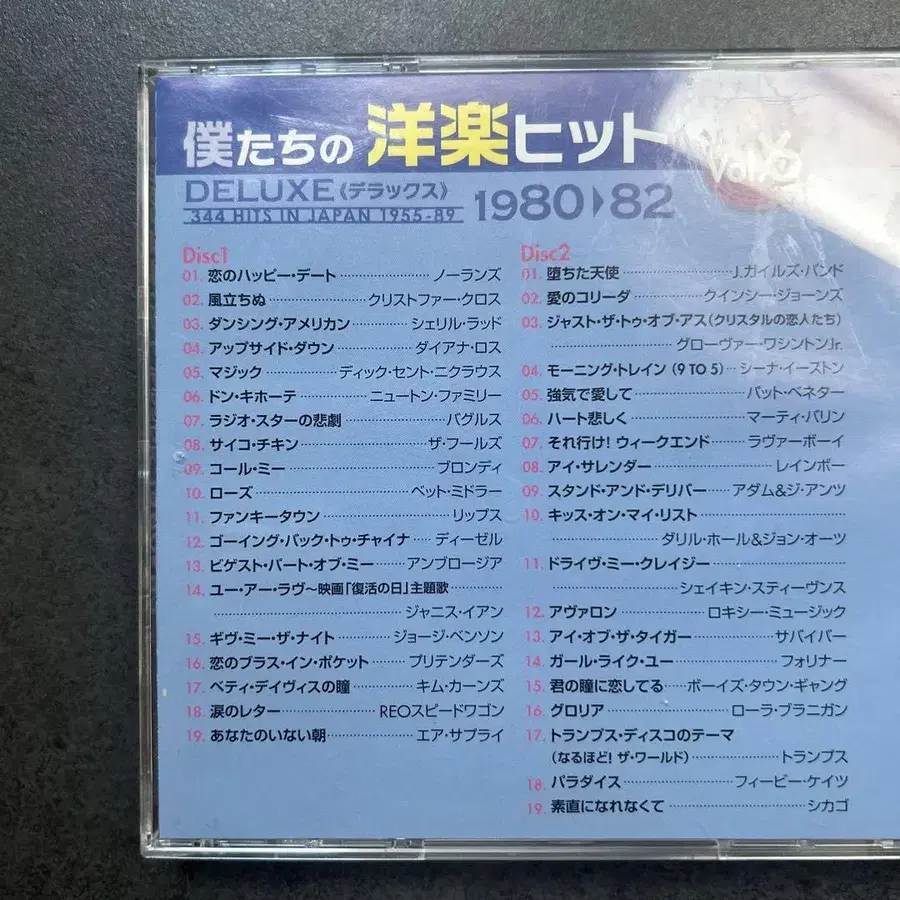 僕たちの洋楽ヒット
DELUXE〈デラックス〉
344 HITS IN JAPAN 1955-89
1980▶82
Disc1
01. 恋のハッピー・デート ノーランズ
02. 風立ちぬ クリストファー・クロス
03. ダンシング・アメリカン シェリル・ラッド
04. アップサイド・ダウン ダイアナ・ロス
05. マジック ディック・セント・ニクラウス
06. ドン・キホーテ ニュートン・ファミリー
07. ラジオ・スターの悲劇 バグルス
08. サイコ・チキン ザ・フールズ
09. コール・ミー ブロンディ
10. ローズ ベット・ミドラー
11. ファンキータウン リップス
12. ゴーイング・バック・トゥ・チャイナ ディーゼル
13. ビゲスト・パート・オブ・ミー アンブロージア
14. ユー・アー・ラヴ〜映画「復活の日」主題歌
ジャニス・イアン
15. ギヴ・ミー・ザ・ナイト ジョージ・ベンソン
16. 恋のブラス・イン・ポケット プリテンダーズ
17. ベティ・デイヴィスの瞳 キム・カーンズ
18. 涙のレター REOスピードワゴン
19. あなたのいない朝 エア・サプライ
Disc2
01. 堕ちた天使 J.ガイルズ・バンド
02. 愛のコリーダ クインシー・ジョーンズ
03. ジャスト・ザ・トゥ・オブ・アス(クリスタルの恋人たち)
グローヴァー・ワシントンJr.
04. モーニング・トレイン (9 TO 5) シーナ・イーストン
05. 強気で愛して パット・ベネター
06. ハート悲しく マーティ・バリン
07. それ行け! ウィークエンド ラヴァーボーイ
08. アイ・サレンダー レインボー
09. スタンド・アンド・デリバー アダム&ジ・アンツ
10. キッス・オン・マイ・リスト
ダリル・ホール&ジョン・オーツ
11. ドライヴ・ミー・クレイジー
シェイキン・スティーヴンス
12. アヴァロン ロキシー・ミュージック
13. アイ・オブ・ザ・タイガー サバイバー
14. ガール・ライク・ユー フォリナー
15. 君の瞳に恋してる ボーイズ・タウン・ギャング
16. グロリア ローラ・ブラニガン
17. トランプス・ディスコのテーマ
(なるほど! ザ・ワールド) トランプス
18. パラダイス フィービー・ケイツ
19. 素直になれなくて シカゴ